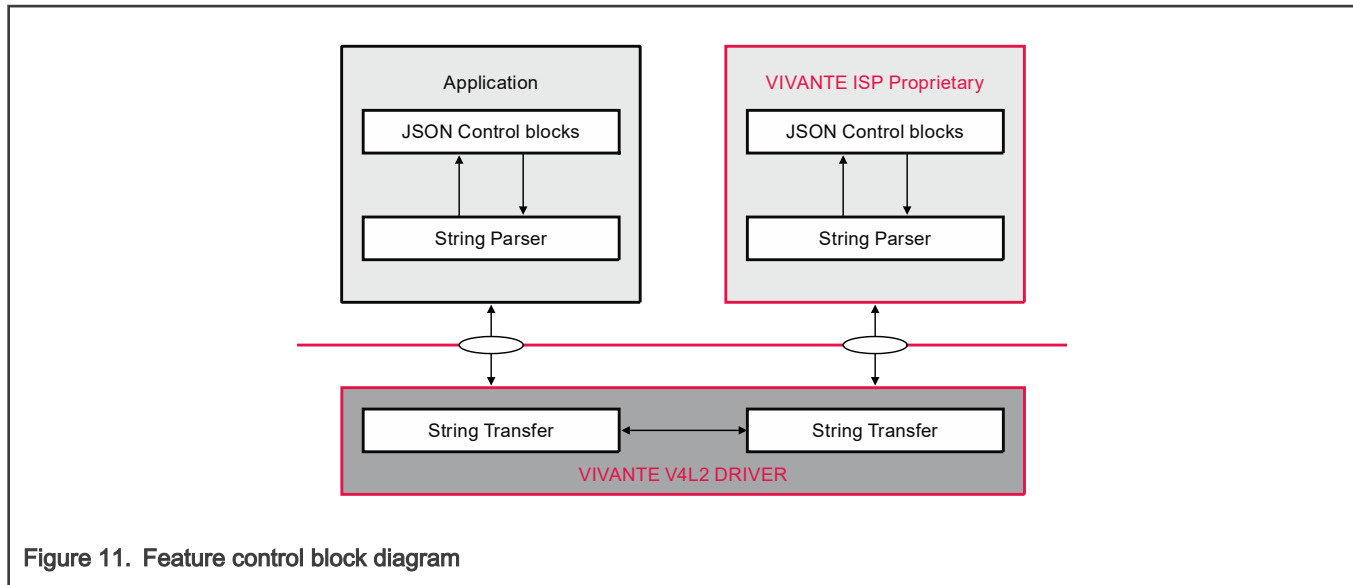 Application
JSON Control blocks
String Parser
VIVANTE ISP Proprietary
JSON Control blocks
String Parser
String Transfer
String Transfer
VIVANTE V4L2 DRIVER
Figure 11. Feature control block diagram